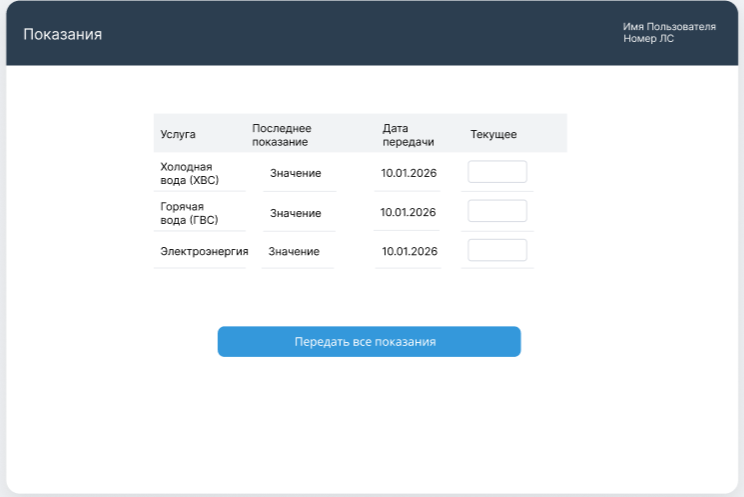 Показания
Имя Пользователя
Номер ЛС
Услуга
Последнее
показание
Дата
передачи
Текущее
Холодная
вода (ХВС)
Значение
10.01.2026
Горячая
вода (ГВС)
Значение
10.01.2026
Электроэнергия
Значение
10.01.2026
Передать все показания